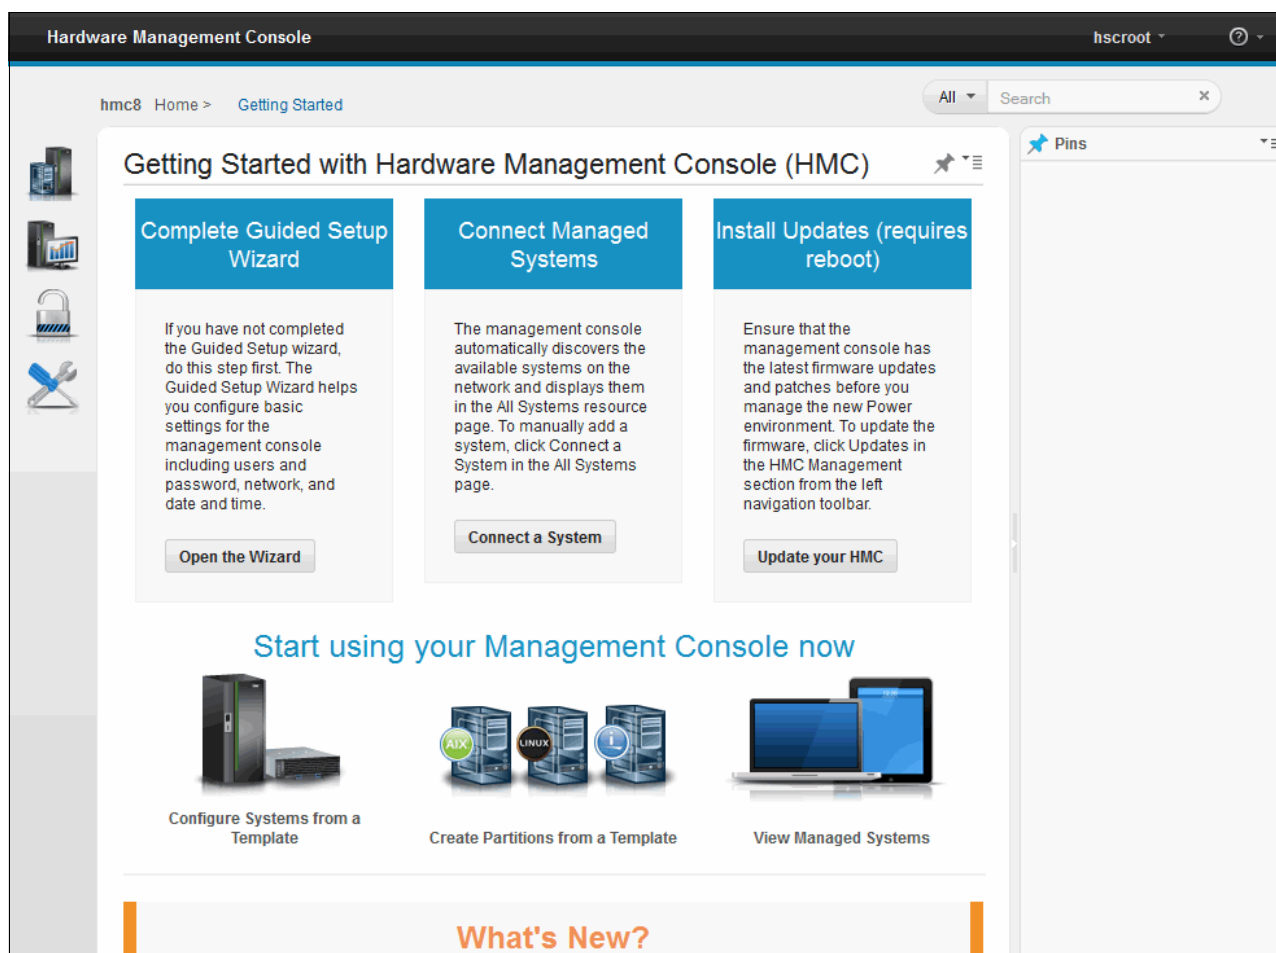 Hardware Management Console
hscroot
?
hmc8 Home > Getting Started
All Search
Pins
Getting Started with Hardware Management Console (HMC)
Complete Guided Setup
Wizard
If you have not completed
the Guided Setup wizard,
do this step first. The
Guided Setup Wizard helps
you configure basic
settings for the
management console
including users and
password, network, and
date and time.
Open the Wizard
Connect Managed
Systems
The management console
automatically discovers the
available systems on the
network and displays them
in the All Systems resource
page. To manually add a
system, click Connect a
System in the All Systems
page.
Connect a System
Install Updates (requires
reboot)
Ensure that the
management console has
the latest firmware updates
and patches before you
manage the new Power
environment. To update the
firmware, click Updates in
the HMC Management
section from the left
navigation toolbar.
Update your HMC
Start using your Management Console now
AIX
LINUX
i
Configure Systems from a
Template
Create Partitions from a Template
View Managed Systems
What's New?